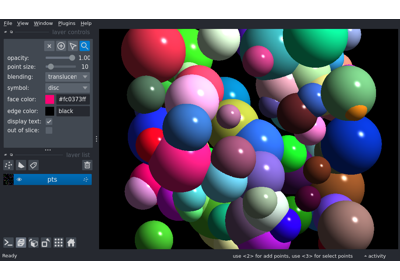 File View Window Plugins Help
layer controls
opacity: 1.00
point size: 10
blending: translucen
symbol: disc
face color: #fc0373ff
edge color: black
display text:
out of slice:
layer list
pts
Ready use <2> for add points, use <3> for select points activity